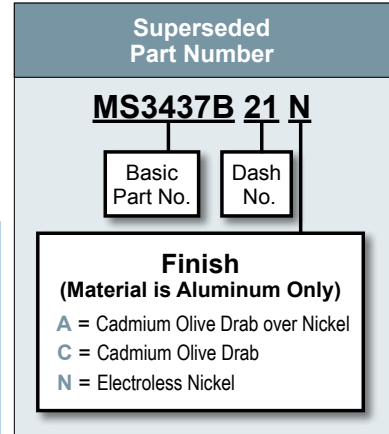 Superseded
Part Number
MS3437B 21 N
Basic
Part No.
Dash
No.
Finish
(Material is Aluminum Only)
A = Cadmium Olive Drab over Nickel
C = Cadmium Olive Drab
N = Electroless Nickel